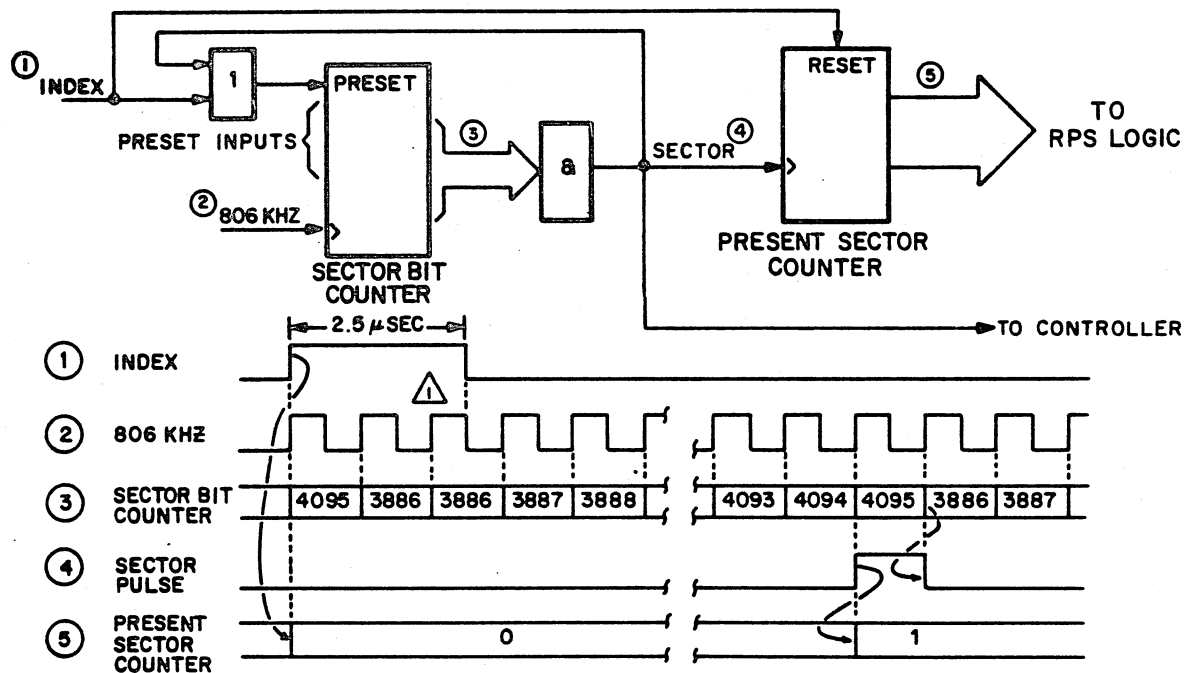 ① INDEX
1
PRESET
PRESET INPUTS
② 806 KHZ
SECTOR BIT
COUNTER
③
&
SECTOR ④
RESET
⑤
PRESENT SECTOR
COUNTER
TO
RPS LOGIC
TO CONTROLLER
2.5 µSEC
① INDEX
1
② 806 KHZ
③ SECTOR BIT
COUNTER
4095 3886 3886 3887 3888 4093 4094 4095 3886 3887
④ SECTOR
PULSE
⑤ PRESENT
SECTOR
COUNTER
0 1